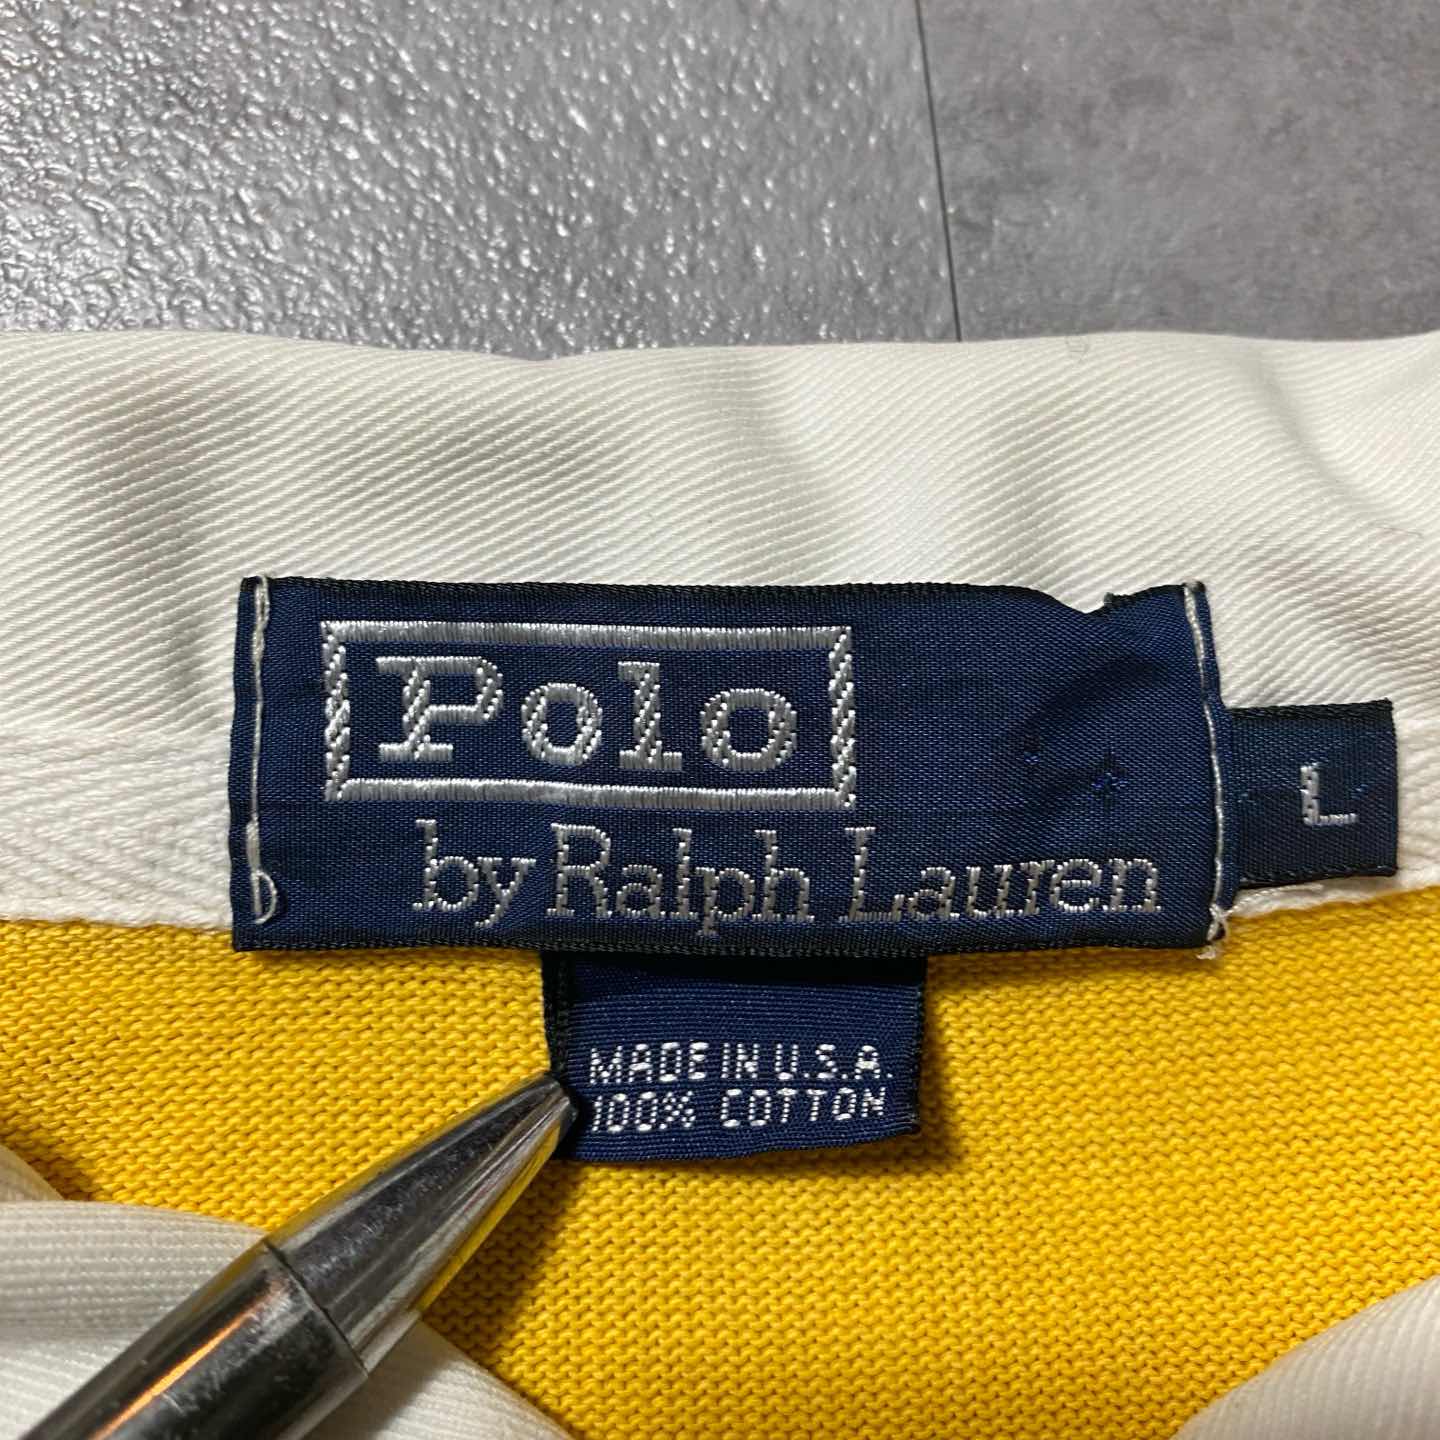 Polo
by Ralph Lauren
L
MADE IN U.S.A.
100% COTTON